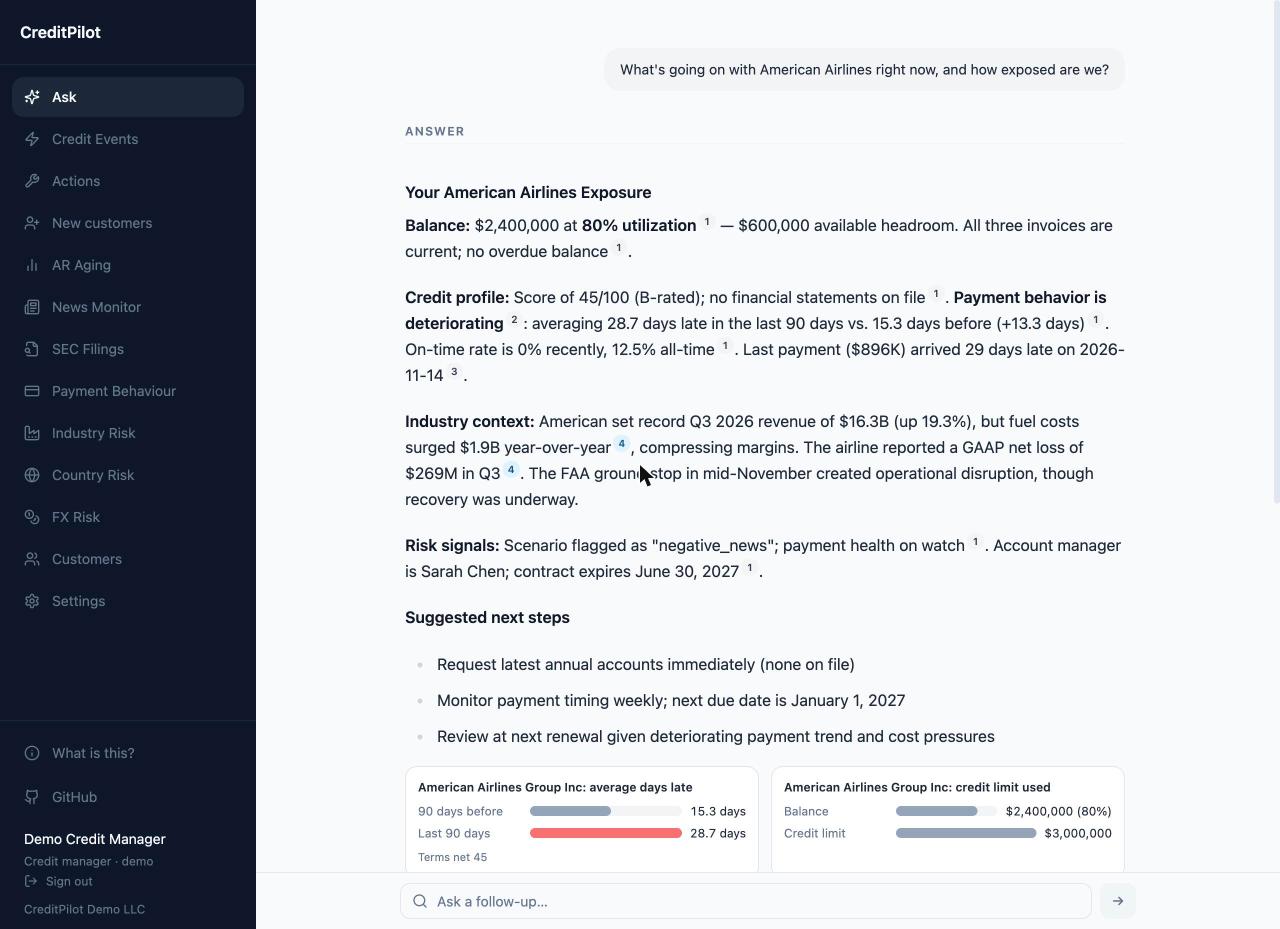 CreditPilot
Ask
Credit Events
Actions
New customers
AR Aging
News Monitor
SEC Filings
Payment Behaviour
Industry Risk
Country Risk
FX Risk
Customers
Settings
What is this?
GitHub
Demo Credit Manager
Credit manager · demo
Sign out
CreditPilot Demo LLC
What's going on with American Airlines right now, and how exposed are we?
ANSWER
Your American Airlines Exposure
Balance: $2,400,000 at 80% utilization 1 — $600,000 available headroom. All three invoices are
current; no overdue balance 1 .
Credit profile: Score of 45/100 (B-rated); no financial statements on file 1 . Payment behavior is
deteriorating 2 : averaging 28.7 days late in the last 90 days vs. 15.3 days before (+13.3 days) 1 .
On-time rate is 0% recently, 12.5% all-time 1 . Last payment ($896K) arrived 29 days late on 2026-
11-14 3 .
Industry context: American set record Q3 2026 revenue of $16.3B (up 19.3%), but fuel costs
surged $1.9B year-over-year 4 , compressing margins. The airline reported a GAAP net loss of
$269M in Q3 4 . The FAA ground stop in mid-November created operational disruption, though
recovery was underway.
Risk signals: Scenario flagged as "negative_news"; payment health on watch 1 . Account manager
is Sarah Chen; contract expires June 30, 2027 1 .
Suggested next steps
Request latest annual accounts immediately (none on file)
Monitor payment timing weekly; next due date is January 1, 2027
Review at next renewal given deteriorating payment trend and cost pressures
American Airlines Group Inc: average days late
90 days before 15.3 days
Last 90 days 28.7 days
Terms net 45
American Airlines Group Inc: credit limit used
Balance $2,400,000 (80%)
Credit limit $3,000,000
Ask a follow-up...